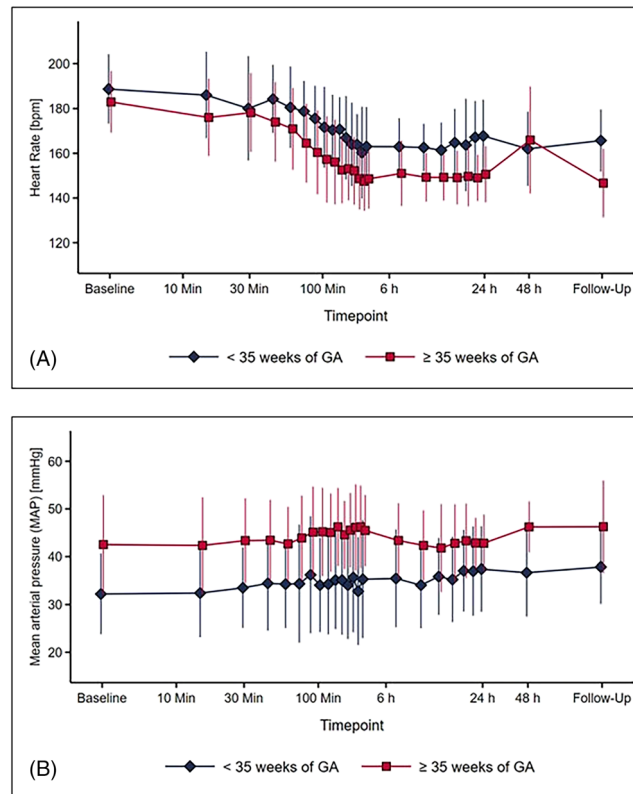 200
180
160
140
120
Heart Rate [bpm]
Baseline 10 Min 30 Min 100 Min 6 h 24 h 48 h Follow-Up
Timepoint
(A) < 35 weeks of GA ≥ 35 weeks of GA
60
50
40
30
20
Mean arterial pressure (MAP) [mmHg]
Baseline 10 Min 30 Min 100 Min 6 h 24 h 48 h Follow-Up
Timepoint
(B) < 35 weeks of GA ≥ 35 weeks of GA